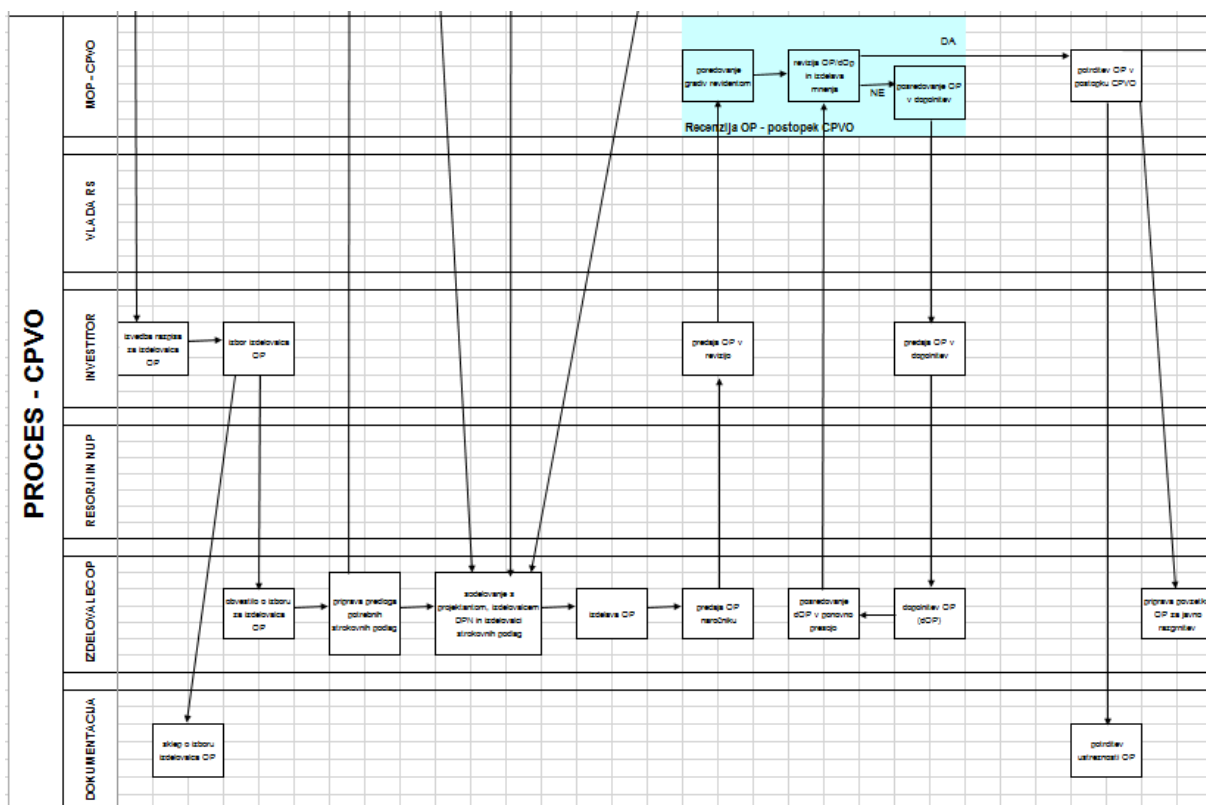 PROCES - CPVO
MOP - CPVO
poredovanje
gradiv revidentom
revizija OP/dOp
in izdelava
mnenja
DA
NE
posredovanje OP
v dopolnitev
Recenzija OP - postopek CPVO
potrditev OP v
postopku CPVO
VLADA RS
INVESTITOR
izvedba razpisa
za izdelovalca
OP
izbor izdelovalca
OP
predaja OP v
revizijo
predaja OP v
dopolnitev
RESORJI IN NUP
IZDELOVALEC OP
obvestilo o izboru
za izdelovalca
OP
priprava predloga
potrebnih
strokovnih podlag
sodelovanje s
projektantom, izdelovalcem
DPN in izdelovalci
strokovnih podlag
izdelava OP
predaja OP
naročniku
posredovanje
dOP v ponovno
presojo
dopolnitev OP
(dOP)
priprava povzetka
OP za javno
razgrnitev
DOKUMENTACIJA
sklep o izboru
izdelovalca OP
potrditev
ustreznosti OP